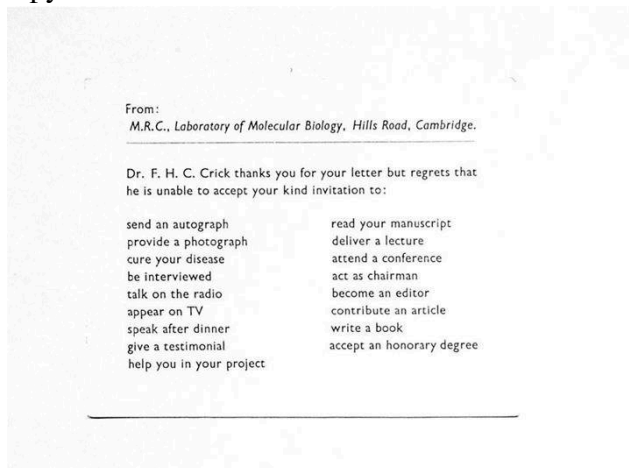 From:
M.R.C., Laboratory of Molecular Biology, Hills Road, Cambridge.
Dr. F. H. C. Crick thanks you for your letter but regrets that
he is unable to accept your kind invitation to:
send an autograph
provide a photograph
cure your disease
be interviewed
talk on the radio
appear on TV
speak after dinner
give a testimonial
help you in your project
read your manuscript
deliver a lecture
attend a conference
act as chairman
become an editor
contribute an article
write a book
accept an honorary degree